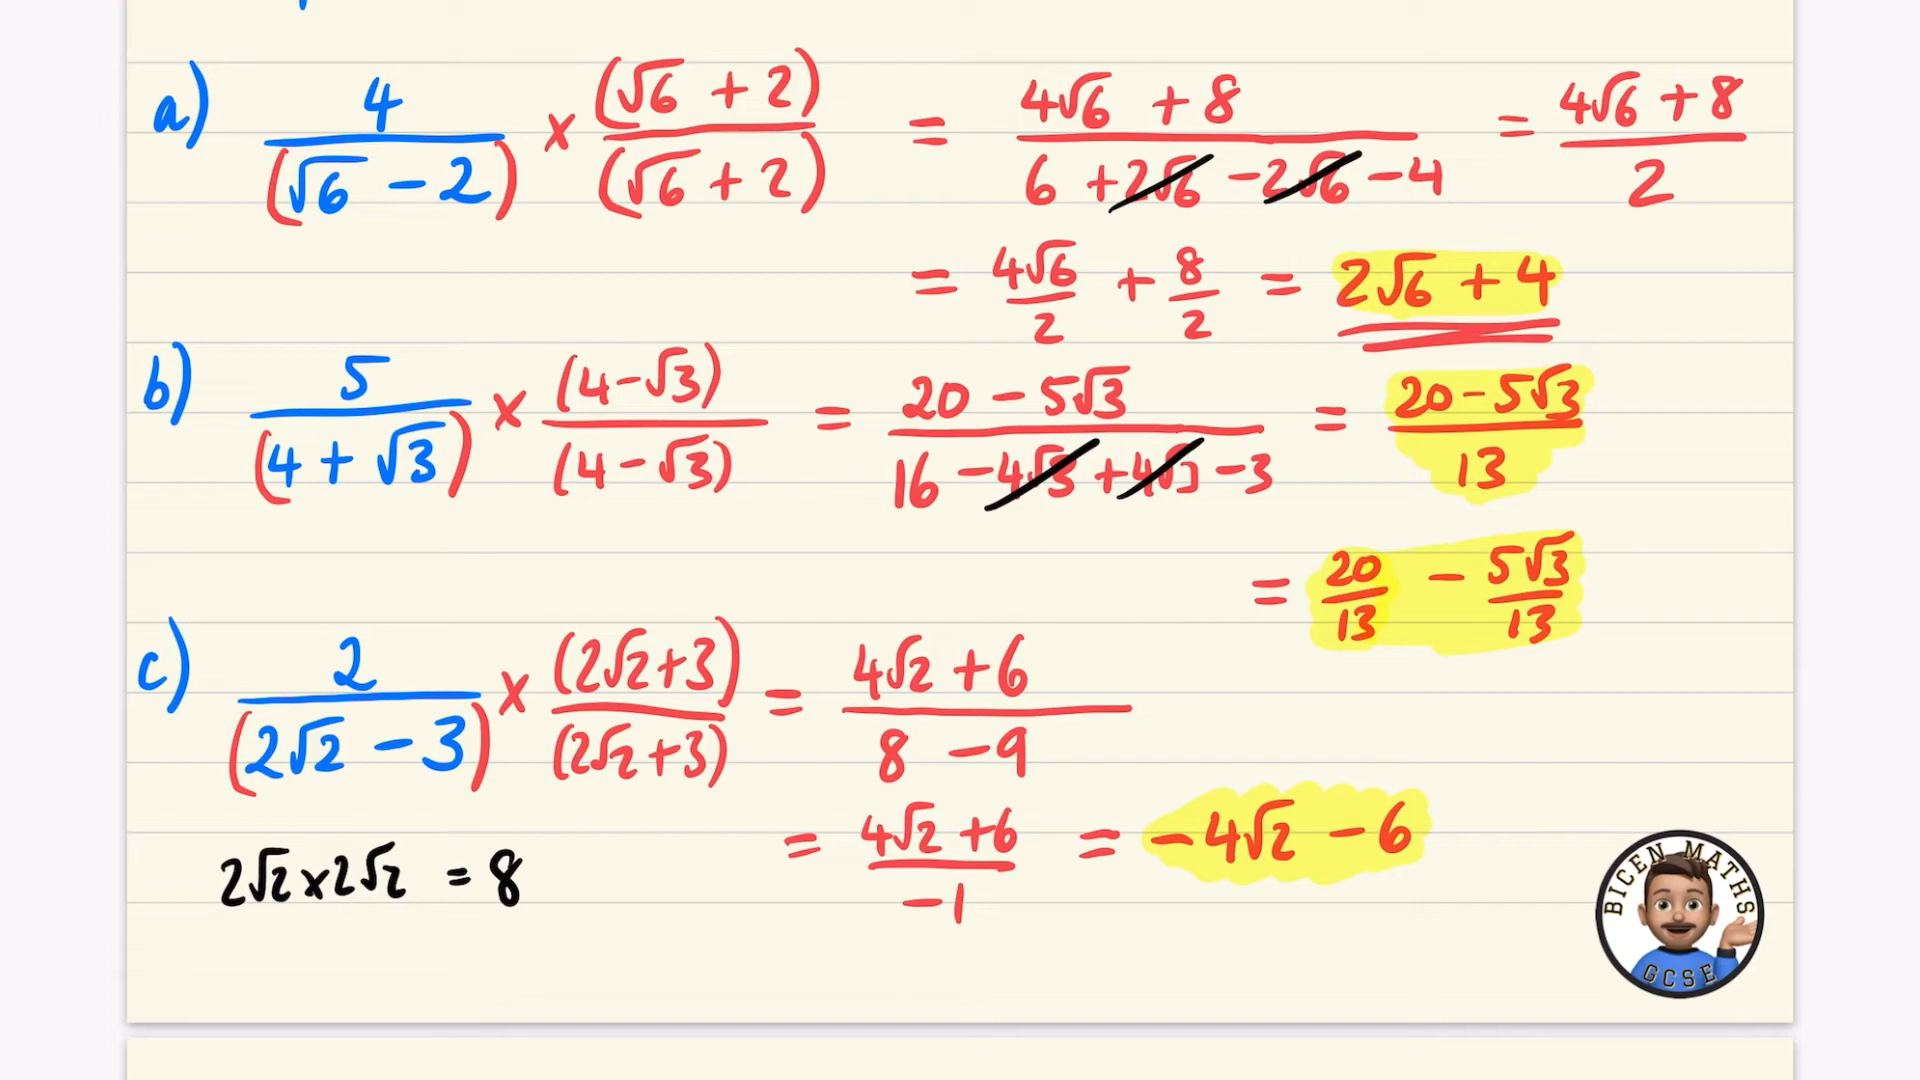 a) 4/(√6 - 2) × (√6 + 2)/(√6 + 2) = (4√6 + 8)/(6 + 2√6 - 2√6 - 4) = (4√6 + 8)/2
= 4√6/2 + 8/2 = 2√6 + 4
b) 5/(4 + √3) × (4-√3)/(4-√3) = (20 - 5√3)/(16 - 4√3 + 4√3 - 3) = (20 - 5√3)/13
= 20/13 - 5√3/13
c) 2/(2√2 - 3) × (2√2+3)/(2√2+3) = (4√2 + 6)/(8 - 9)
= (4√2 + 6)/-1 = -4√2 - 6
2√2 × 2√2 = 8
BICEN MATHS
GCSE